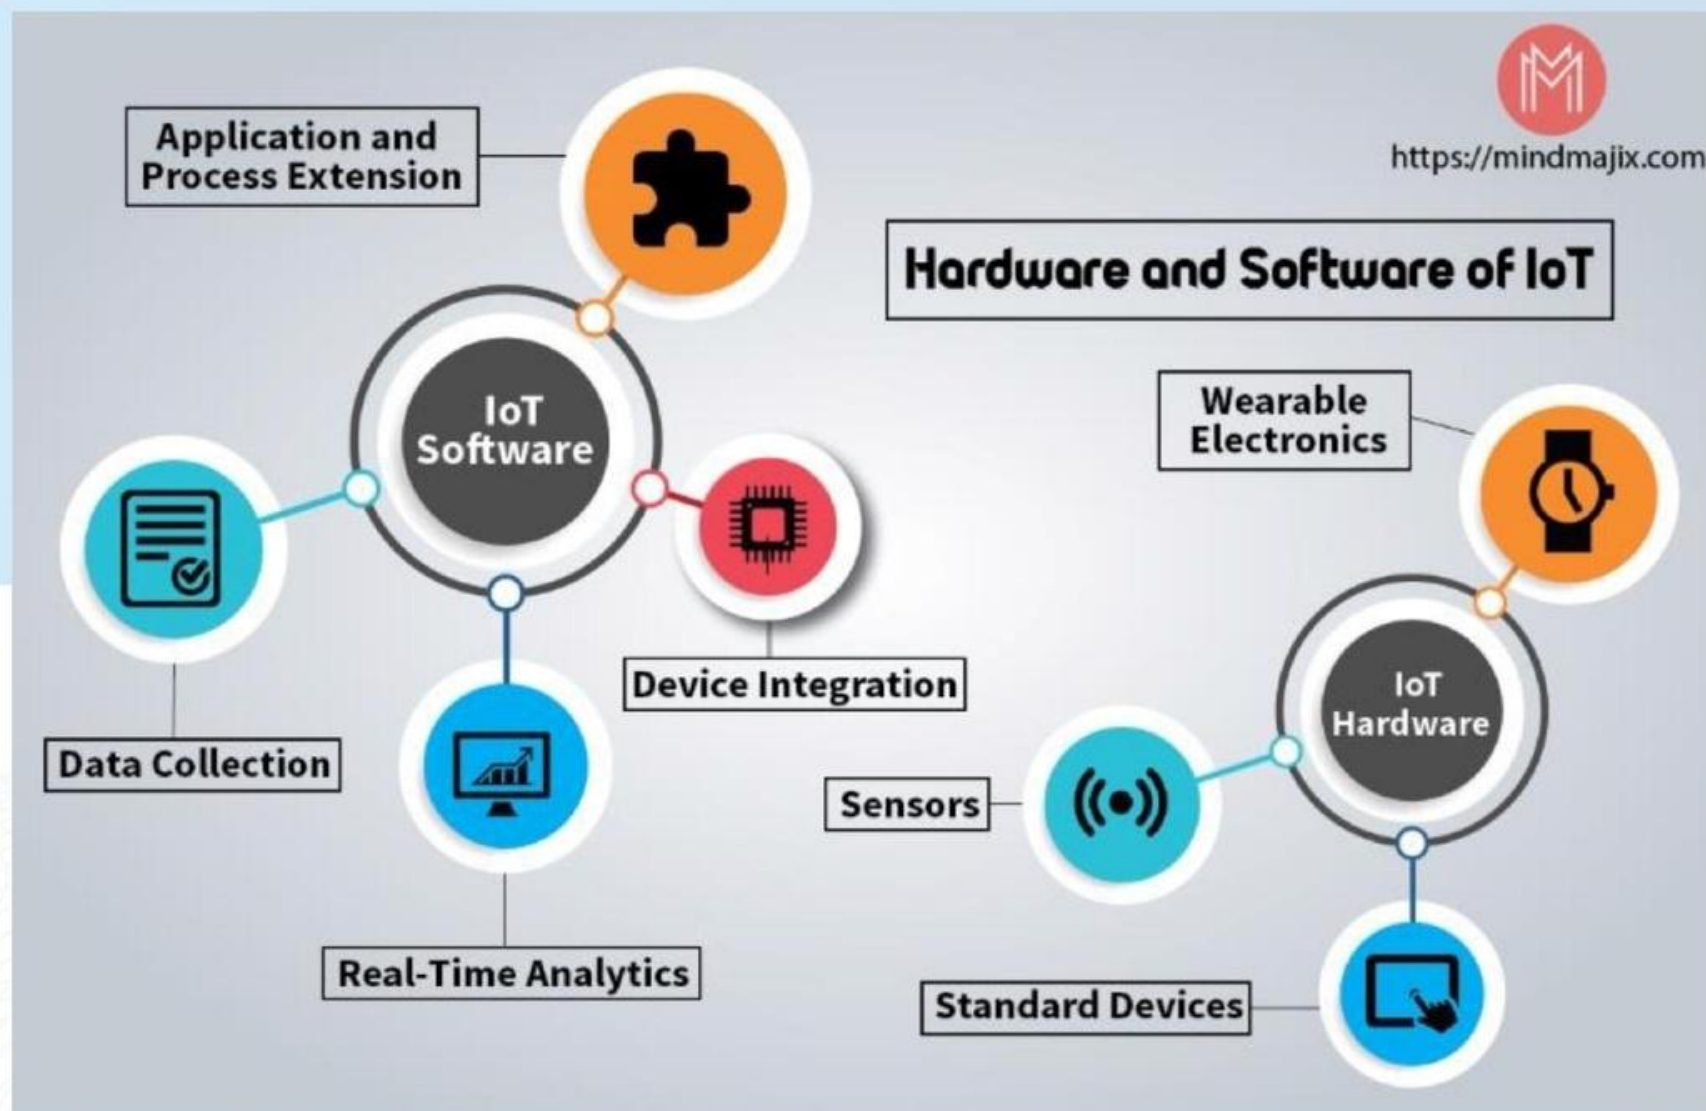 https://mindmajix.com
Hardware and Software of IoT
Application and
Process Extension
IoT
Software
Data Collection
Device Integration
Real-Time Analytics
Wearable
Electronics
IoT
Hardware
Sensors
Standard Devices